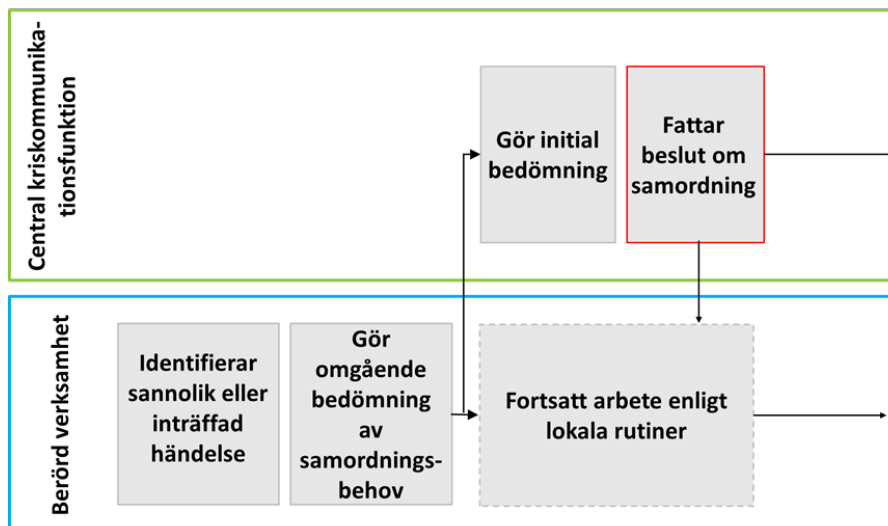 Central kriskommunika-
tionsfunktion
Gör initial
bedömning
Fattar
beslut om
samordning
Berörd verksamhet
Identifierar
sannolik eller
inträffad
händelse
Gör
omgående
bedömning
av
samordnings-
behov
Fortsatt arbete enligt
lokala rutiner